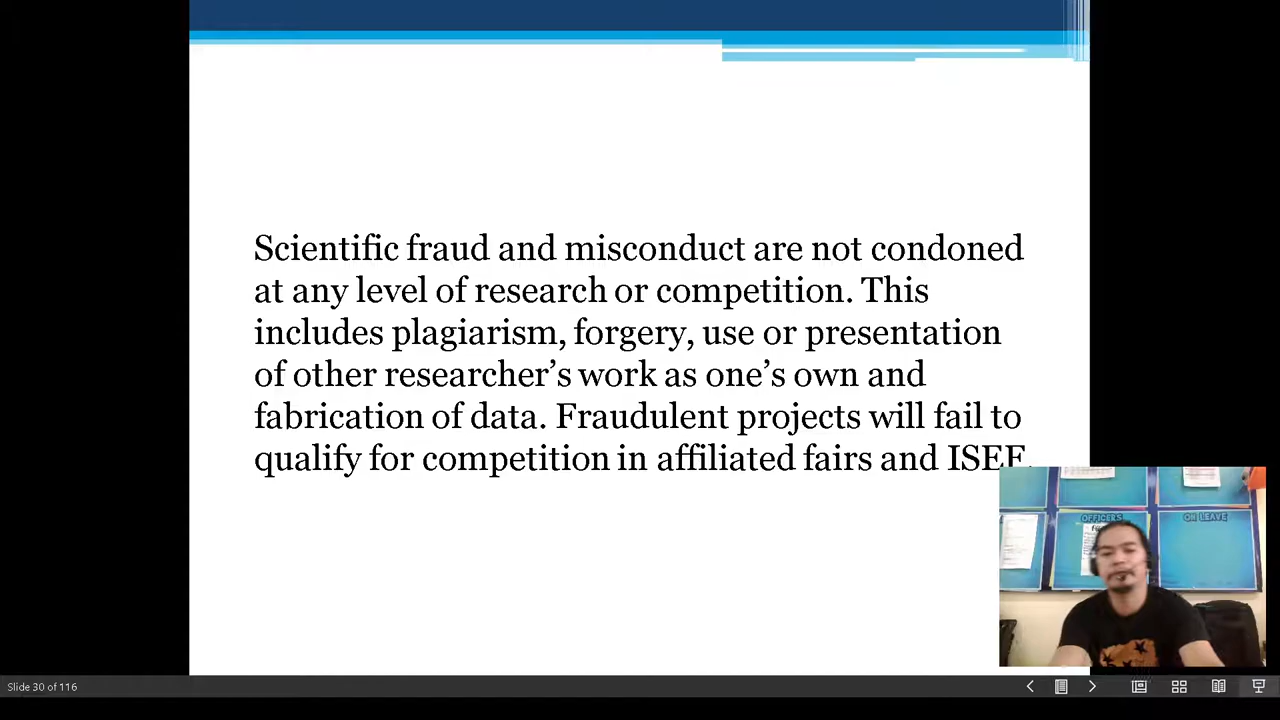 Scientific fraud and misconduct are not condoned
at any level of research or competition. This
includes plagiarism, forgery, use or presentation
of other researcher’s work as one’s own and
fabrication of data. Fraudulent projects will fail to
qualify for competition in affiliated fairs and ISEF.
OFFICERS
ON LEAVE
Slide 30 of 116